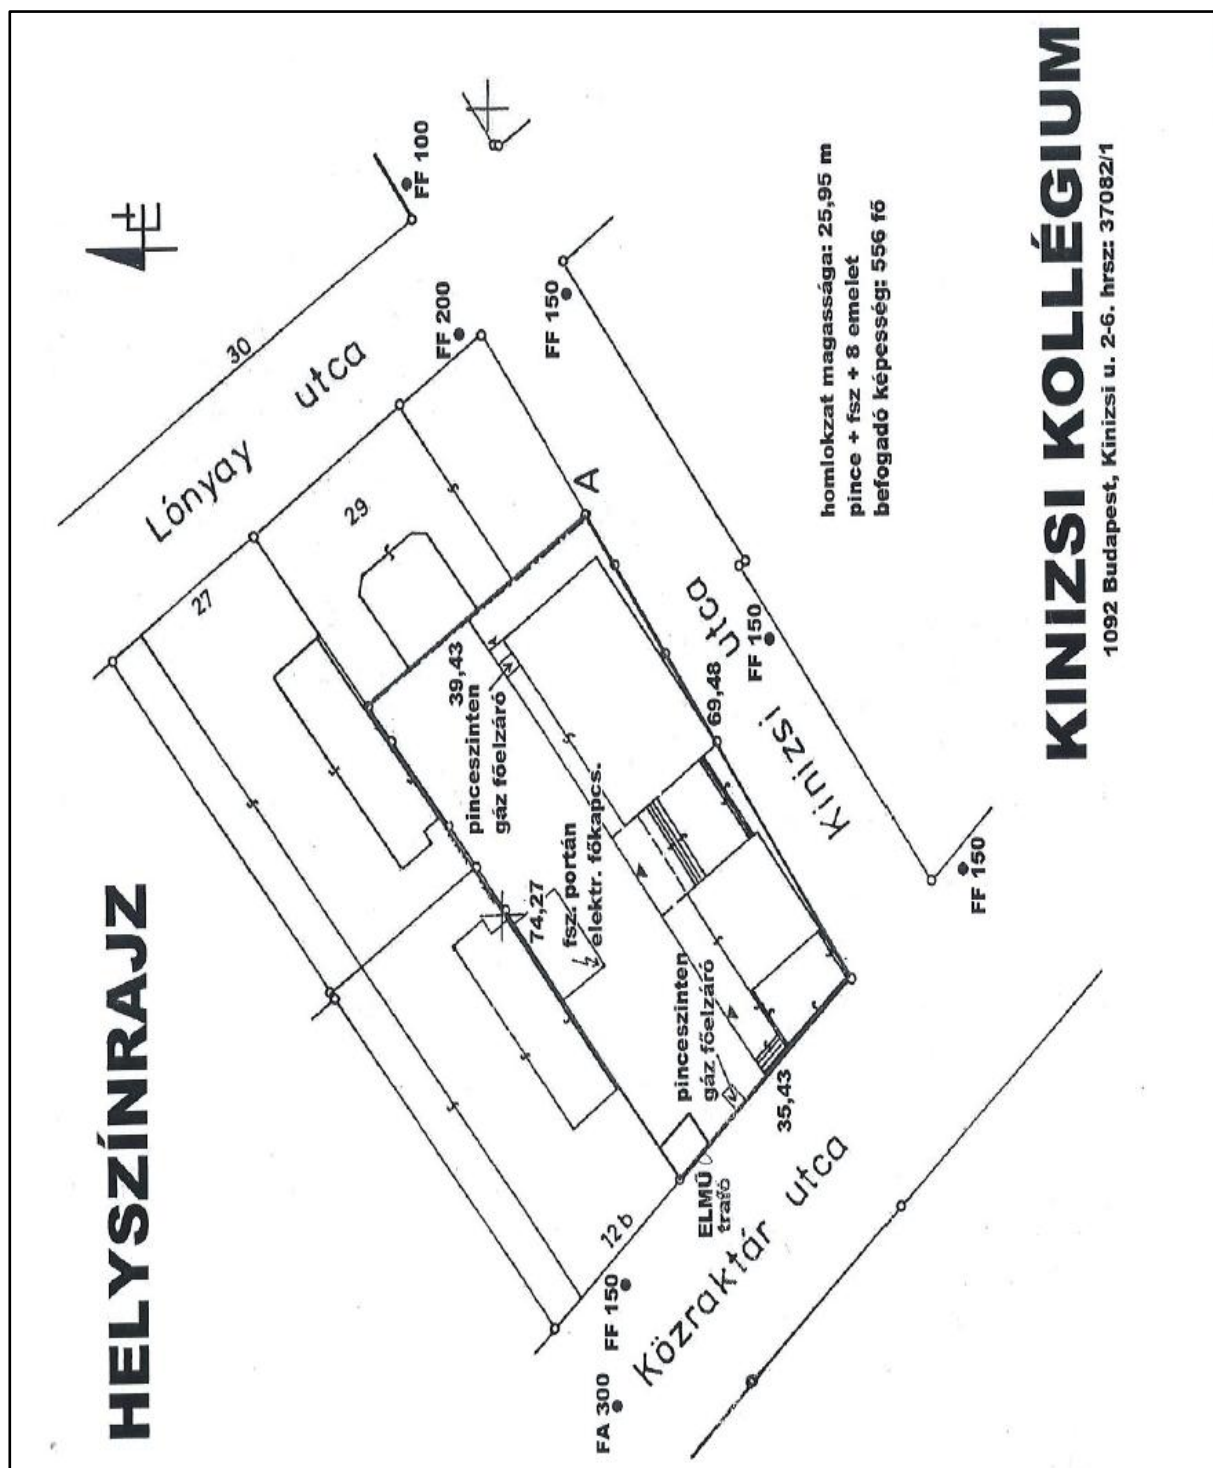 HELYSZÍNRAJZ
É
30
Lónyay utca
FF 100
FF 200
27
29
A
FF 150
39,43
pinceszinten
gáz főelzáró
74,27
fsz. portán
elektr. főkapcs.
69,48
Kinizsi utca
FF 150
FF 150
pinceszinten
gáz főelzáró
35,43
12b
ELMŰ
trafó
Közraktár utca
FF 150
FA 300
homlokzat magassága: 25,95 m
pince + fsz + 8 emelet
befogadó képesség: 556 fő
KINIZSI KOLLÉGIUM
1092 Budapest, Kinizsi u. 2-6. hrsz: 37082/1